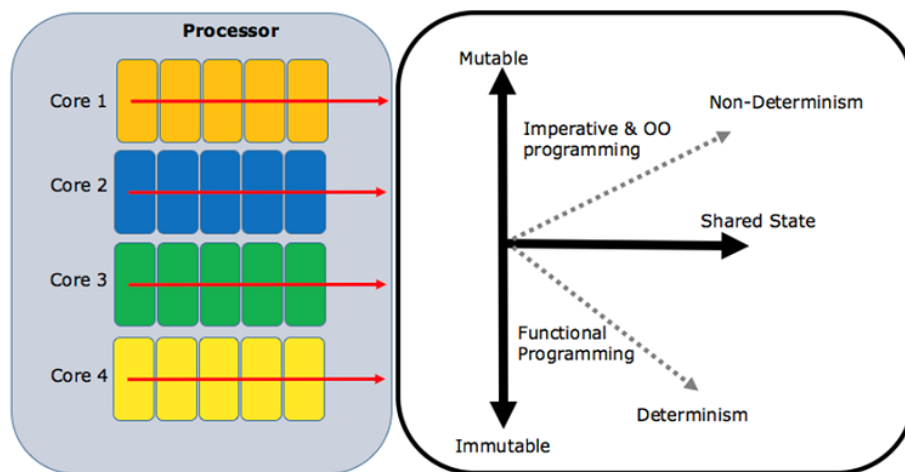 Processor
Core 1
Core 2
Core 3
Core 4
Mutable
Non-Determinism
Imperative & OO
programming
Shared State
Functional
Programming
Determinism
Immutable